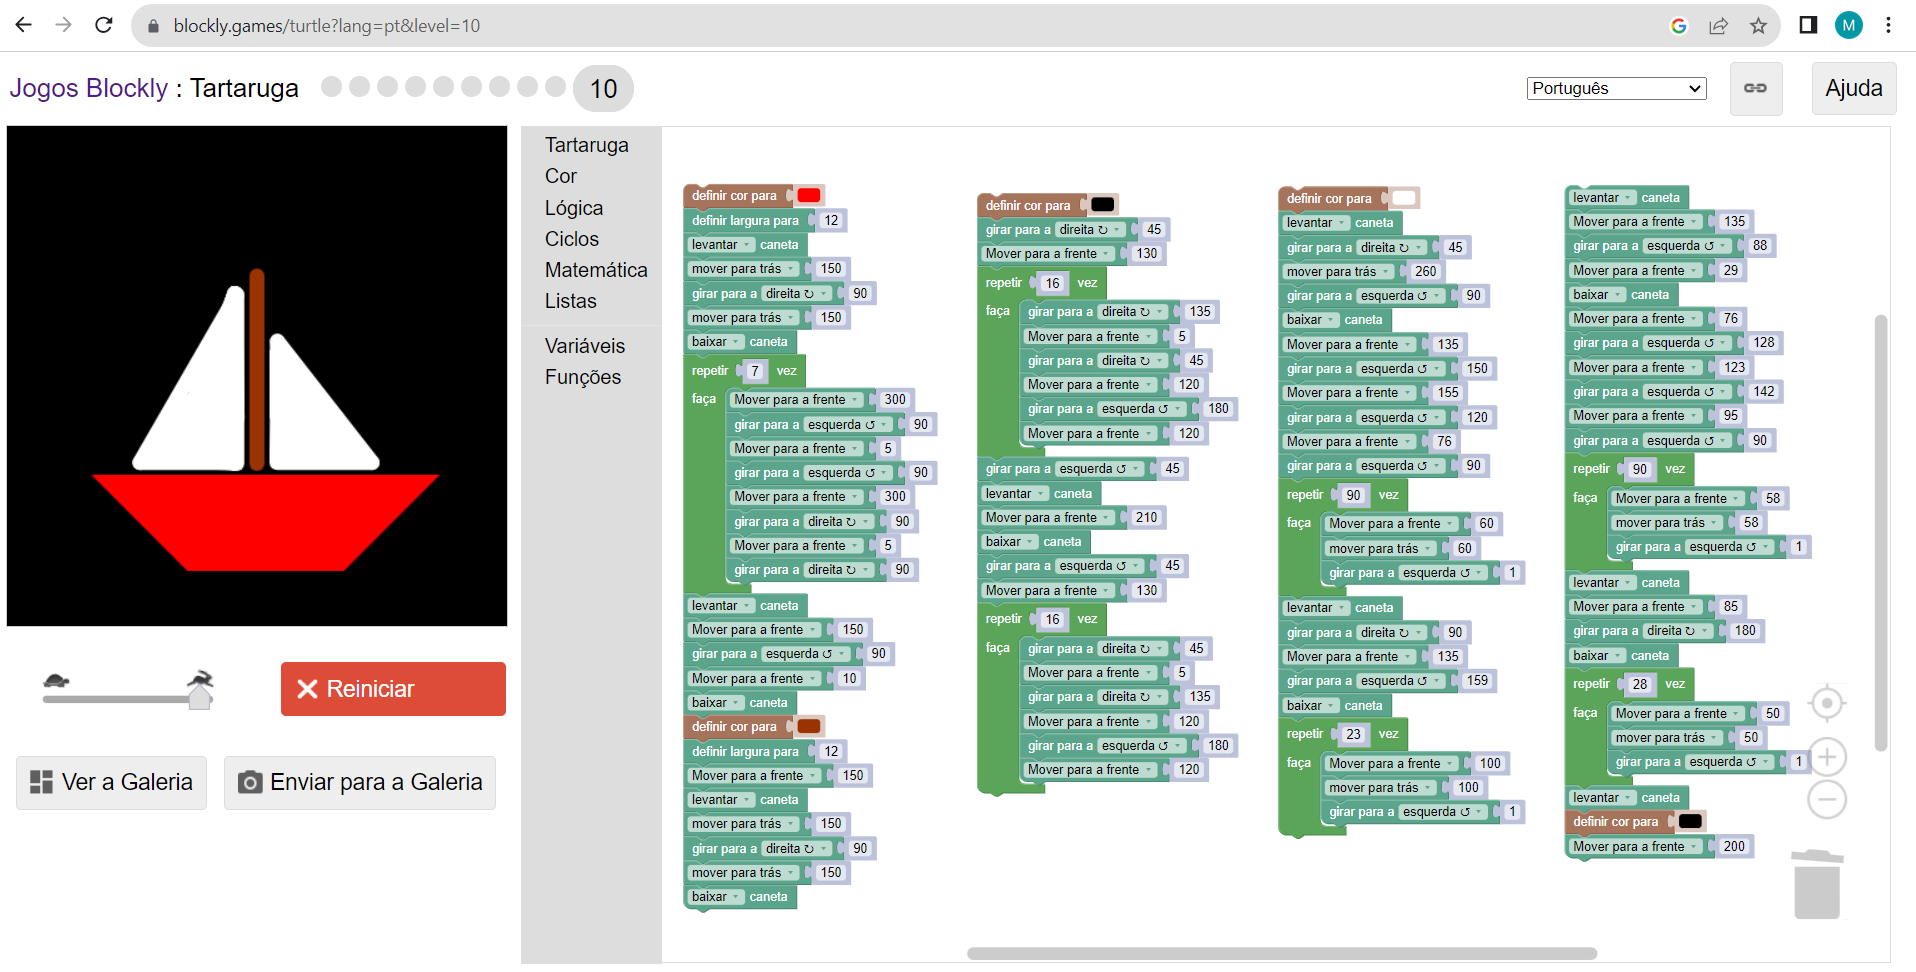 blockly.games/turtle?lang=pt&level=10
M
Jogos Blockly : Tartaruga
10
Português
Ajuda
Tartaruga
Cor
Lógica
Ciclos
Matemática
Listas
Variáveis
Funções
Reiniciar
Ver a Galeria
Enviar para a Galeria
definir cor para
definir largura para 12
levantar caneta
mover para trás 150
girar para a direita ↻ 90
mover para trás 150
baixar caneta
repetir 7 vez
faça Mover para a frente 300
girar para a esquerda ↺ 90
Mover para a frente 5
girar para a esquerda ↺ 90
Mover para a frente 300
girar para a direita ↻ 90
Mover para a frente 5
girar para a direita ↻ 90
levantar caneta
Mover para a frente 150
girar para a esquerda ↺ 90
Mover para a frente 10
baixar caneta
definir cor para
definir largura para 12
Mover para a frente 150
levantar caneta
mover para trás 150
girar para a direita ↻ 90
mover para trás 150
baixar caneta
definir cor para
girar para a direita ↻ 45
Mover para a frente 130
repetir 16 vez
faça girar para a direita ↻ 135
Mover para a frente 5
girar para a direita ↻ 45
Mover para a frente 120
girar para a esquerda ↺ 180
Mover para a frente 120
girar para a esquerda ↺ 45
levantar caneta
Mover para a frente 210
baixar caneta
girar para a esquerda ↺ 45
Mover para a frente 130
repetir 16 vez
faça girar para a direita ↻ 45
Mover para a frente 5
girar para a direita ↻ 135
Mover para a frente 120
girar para a esquerda ↺ 180
Mover para a frente 120
definir cor para
levantar caneta
girar para a direita ↻ 45
mover para trás 260
girar para a esquerda ↺ 90
baixar caneta
Mover para a frente 135
girar para a esquerda ↺ 150
Mover para a frente 155
girar para a esquerda ↺ 120
Mover para a frente 76
girar para a esquerda ↺ 90
repetir 90 vez
faça Mover para a frente 60
mover para trás 60
girar para a esquerda ↺ 1
levantar caneta
girar para a direita ↻ 90
Mover para a frente 135
girar para a esquerda ↺ 159
baixar caneta
repetir 23 vez
faça Mover para a frente 100
mover para trás 100
girar para a esquerda ↺ 1
levantar caneta
Mover para a frente 135
girar para a esquerda ↺ 88
Mover para a frente 29
baixar caneta
Mover para a frente 76
girar para a esquerda ↺ 128
Mover para a frente 123
girar para a esquerda ↺ 142
Mover para a frente 95
girar para a esquerda ↺ 90
repetir 90 vez
faça Mover para a frente 58
mover para trás 58
girar para a esquerda ↺ 1
levantar caneta
Mover para a frente 85
girar para a direita ↻ 180
baixar caneta
repetir 28 vez
faça Mover para a frente 50
mover para trás 50
girar para a esquerda ↺ 1
levantar caneta
definir cor para
Mover para a frente 200